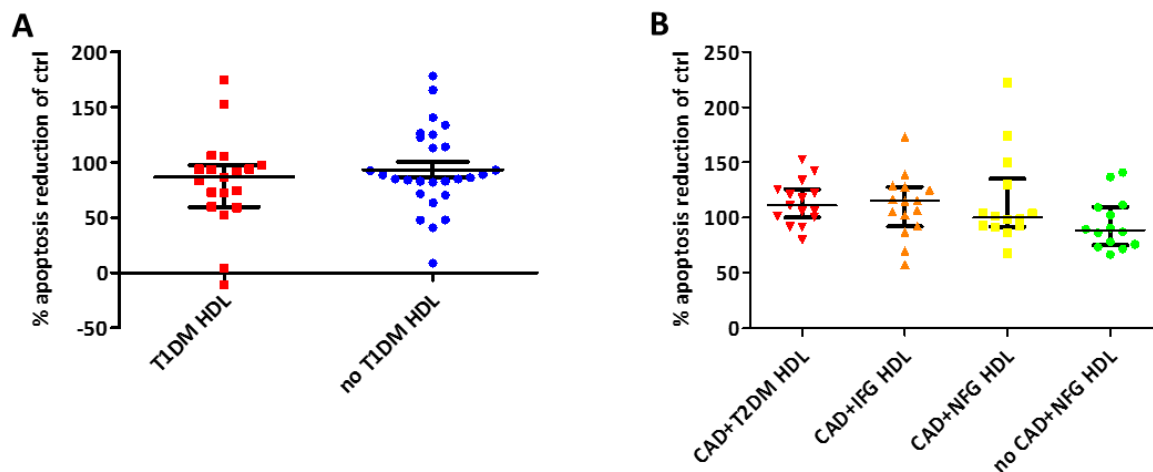 A
% apoptosis reduction of ctrl
200
150
100
50
0
-50
T1DM HDL
no T1DM HDL
B
% apoptosis reduction of ctrl
250
200
150
100
50
0
CAD+T2DM HDL
CAD+IFG HDL
CAD+NFG HDL
no CAD+NFG HDL